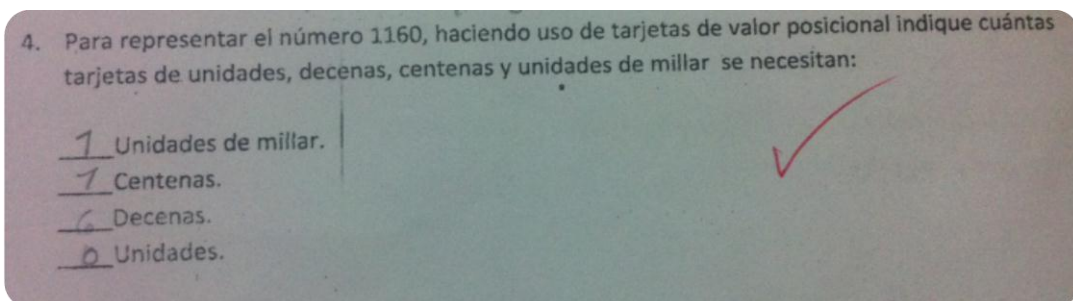 4. Para representar el número 1160, haciendo uso de tarjetas de valor posicional indique cuántas
tarjetas de unidades, decenas, centenas y unidades de millar se necesitan:
1 Unidades de millar.
1 Centenas.
6 Decenas.
0 Unidades.